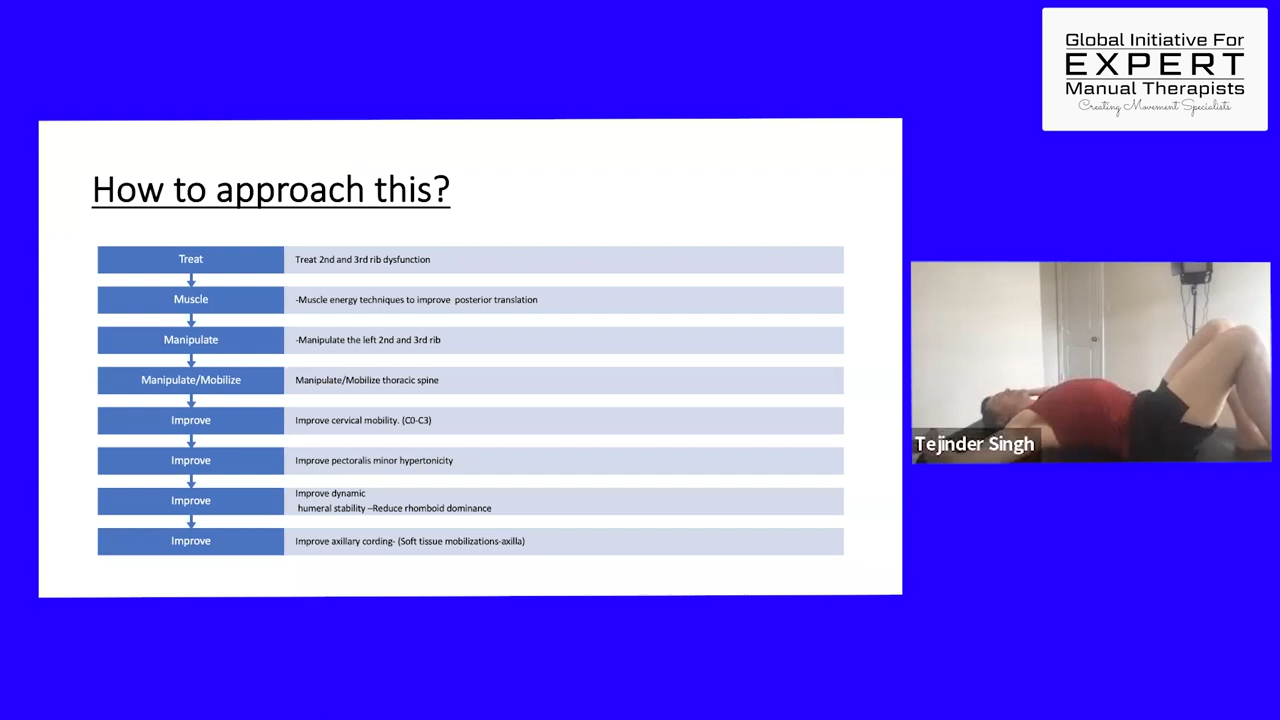 Global Initiative For
EXPERT
Manual Therapists
Creating Movement Specialists
How to approach this?
Treat
Treat 2nd and 3rd rib dysfunction
Muscle
-Muscle energy techniques to improve  posterior translation
Manipulate
-Manipulate the left 2nd and 3rd rib
Manipulate/Mobilize
Manipulate/Mobilize thoracic spine
Improve
Improve cervical mobility. (C0-C3)
Improve
Improve pectoralis minor hypertonicity
Improve
Improve dynamic
humeral stability –Reduce rhomboid dominance
Improve
Improve axillary cording- (Soft tissue mobilizations-axilla)
Tejinder Singh